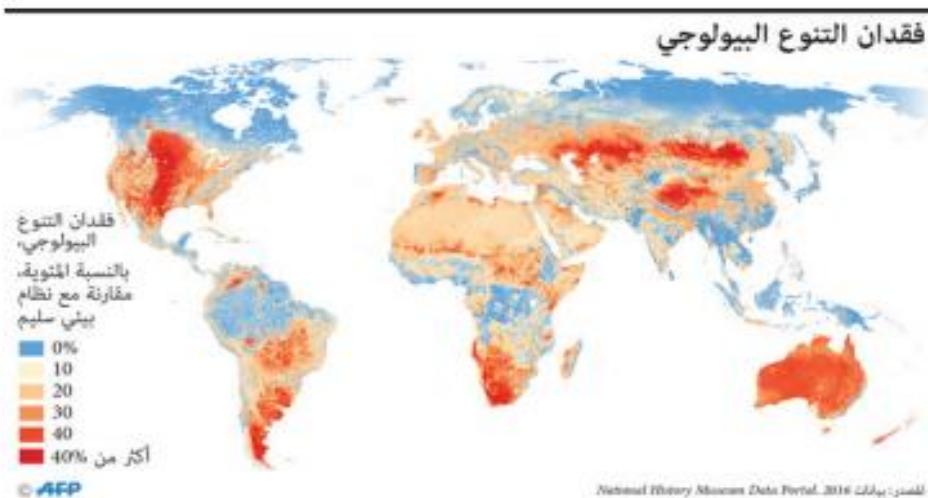 فقدان التنوع البيولوجي
فقدان التنوع
البيولوجي،
بالنسبة المئوية،
مقارنة مع نظام
بيئي سليم
0%
10
20
30
40
أكثر من 40%
© AFP
المصدر: بيانات National History Museum Data Portal, 2016